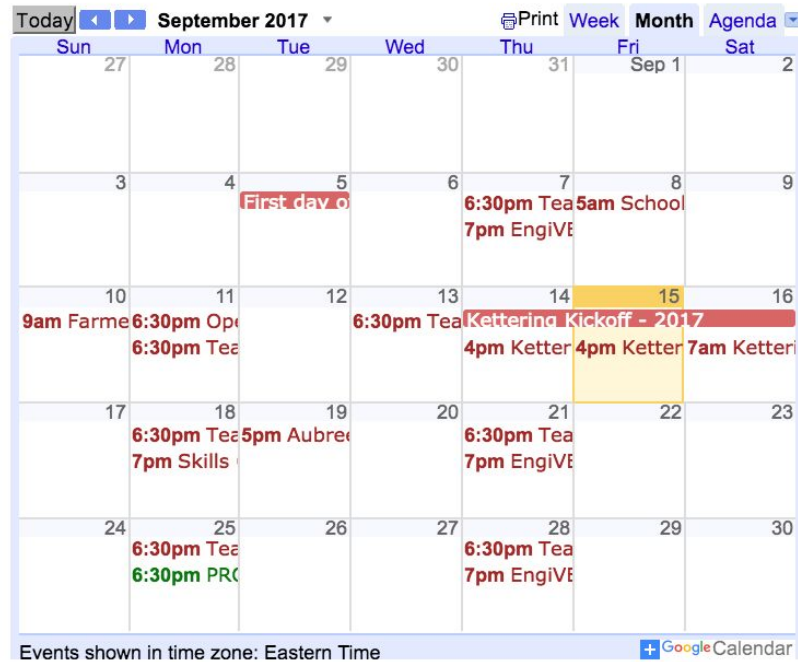 Today September 2017 Print Week Month Agenda
Sun Mon Tue Wed Thu Fri Sat
27 28 29 30 31 Sep 1 2
3 4 5 6 7 8 9
First day o
6:30pm Tea 5am School
7pm EngiVE
10 11 12 13 14 15 16
9am Farme 6:30pm Ope 6:30pm Tea Kettering Kickoff - 2017
6:30pm Tea 4pm Ketter 4pm Ketter 7am Ketteri
17 18 19 20 21 22 23
6:30pm Tea 5pm Aubree 6:30pm Tea
7pm Skills 7pm EngiVE
24 25 26 27 28 29 30
6:30pm Tea 6:30pm Tea
6:30pm PRO 7pm EngiVE
Events shown in time zone: Eastern Time + Google Calendar